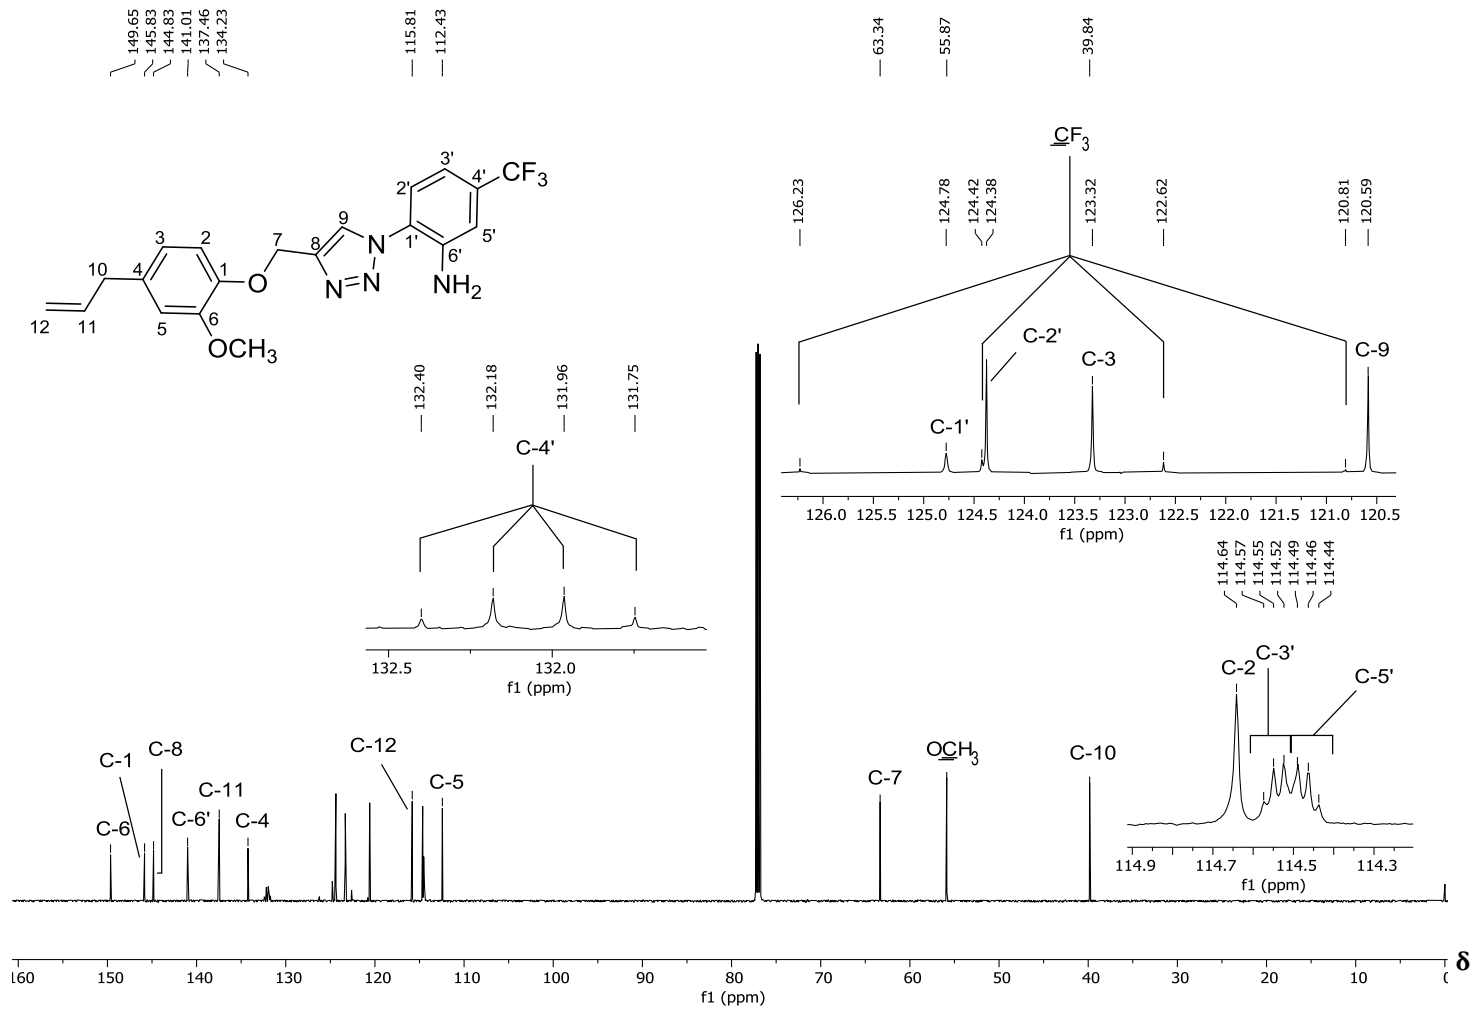 149.65
145.83
144.83
141.01
137.46
134.23
115.81
112.43
63.34
55.87
39.84
CF3
126.23
124.78
124.42
124.38
123.32
122.62
120.81
120.59
3'
2'
4'
CF3
9
1'
5'
7
8
6'
N
N
N
NH2
3
2
10
4
1
O
12
11
5
6
OCH3
132.40
132.18
131.96
131.75
C-4'
132.5
132.0
f1 (ppm)
C-2'
C-3
C-9
C-1'
126.0 125.5 125.0 124.5 124.0 123.5 123.0 122.5 122.0 121.5 121.0 120.5
f1 (ppm)
114.64
114.57
114.55
114.52
114.49
114.46
114.44
C-3'
C-2
C-5'
114.9 114.7 114.5 114.3
f1 (ppm)
C-1
C-8
C-12
C-6
C-6'
C-11
C-4
C-5
C-7
OCH3
C-10
160 150 140 130 120 110 100 90 80 70 60 50 40 30 20 10 0
δ
f1 (ppm)